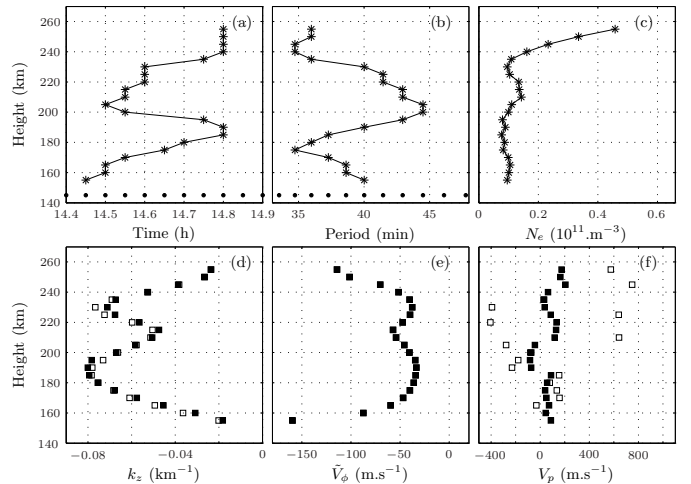 260
240
220
200
180
160
140
Height (km)
(a)
(b)
(c)
14.4
14.5
14.6
14.7
14.8
14.9
35
40
45
0
0.2
0.4
0.6
Time (h)
Period (min)
Nₑ (10¹¹.m⁻³)
260
240
220
200
180
160
140
Height (km)
(d)
(e)
(f)
−0.08
−0.04
0
−150
−100
−50
0
−400
0
400
800
k_z (km⁻¹)
Ṽ_ϕ (m.s⁻¹)
V_p (m.s⁻¹)